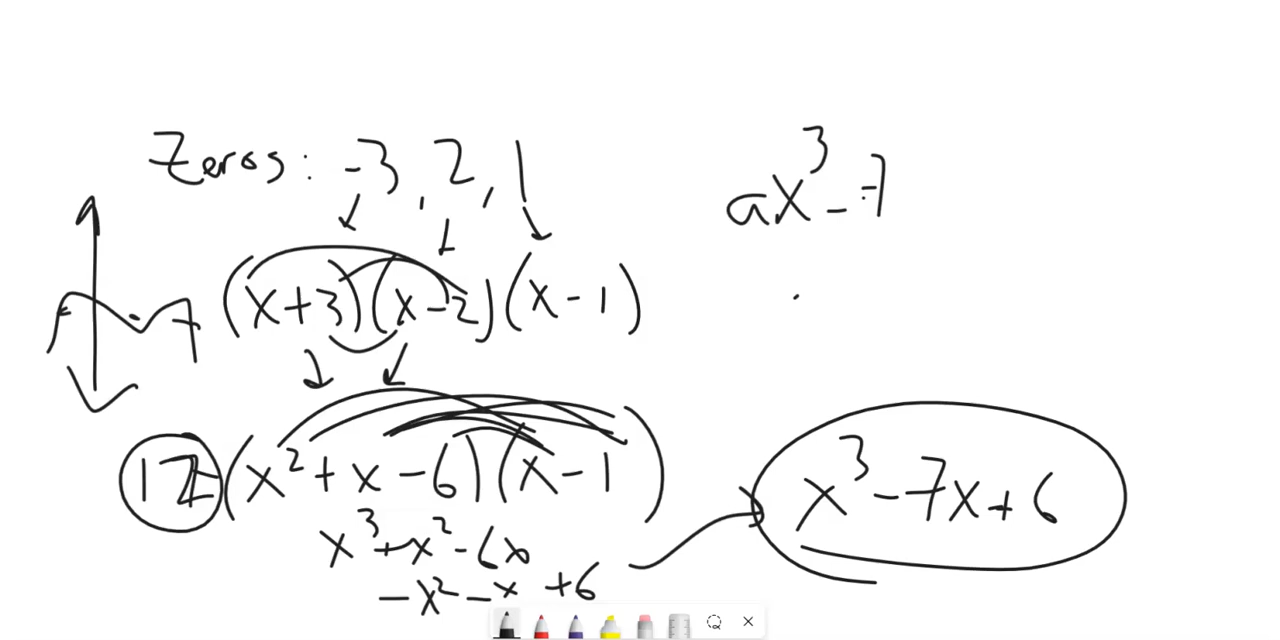 Zeros: -3, 2, 1
ax³ - 7
(x+3)(x-2)(x-1)
(x² + x - 6)(x - 1)
x³ - 7x + 6
x³ + x² - 6x
- x² - x + 6